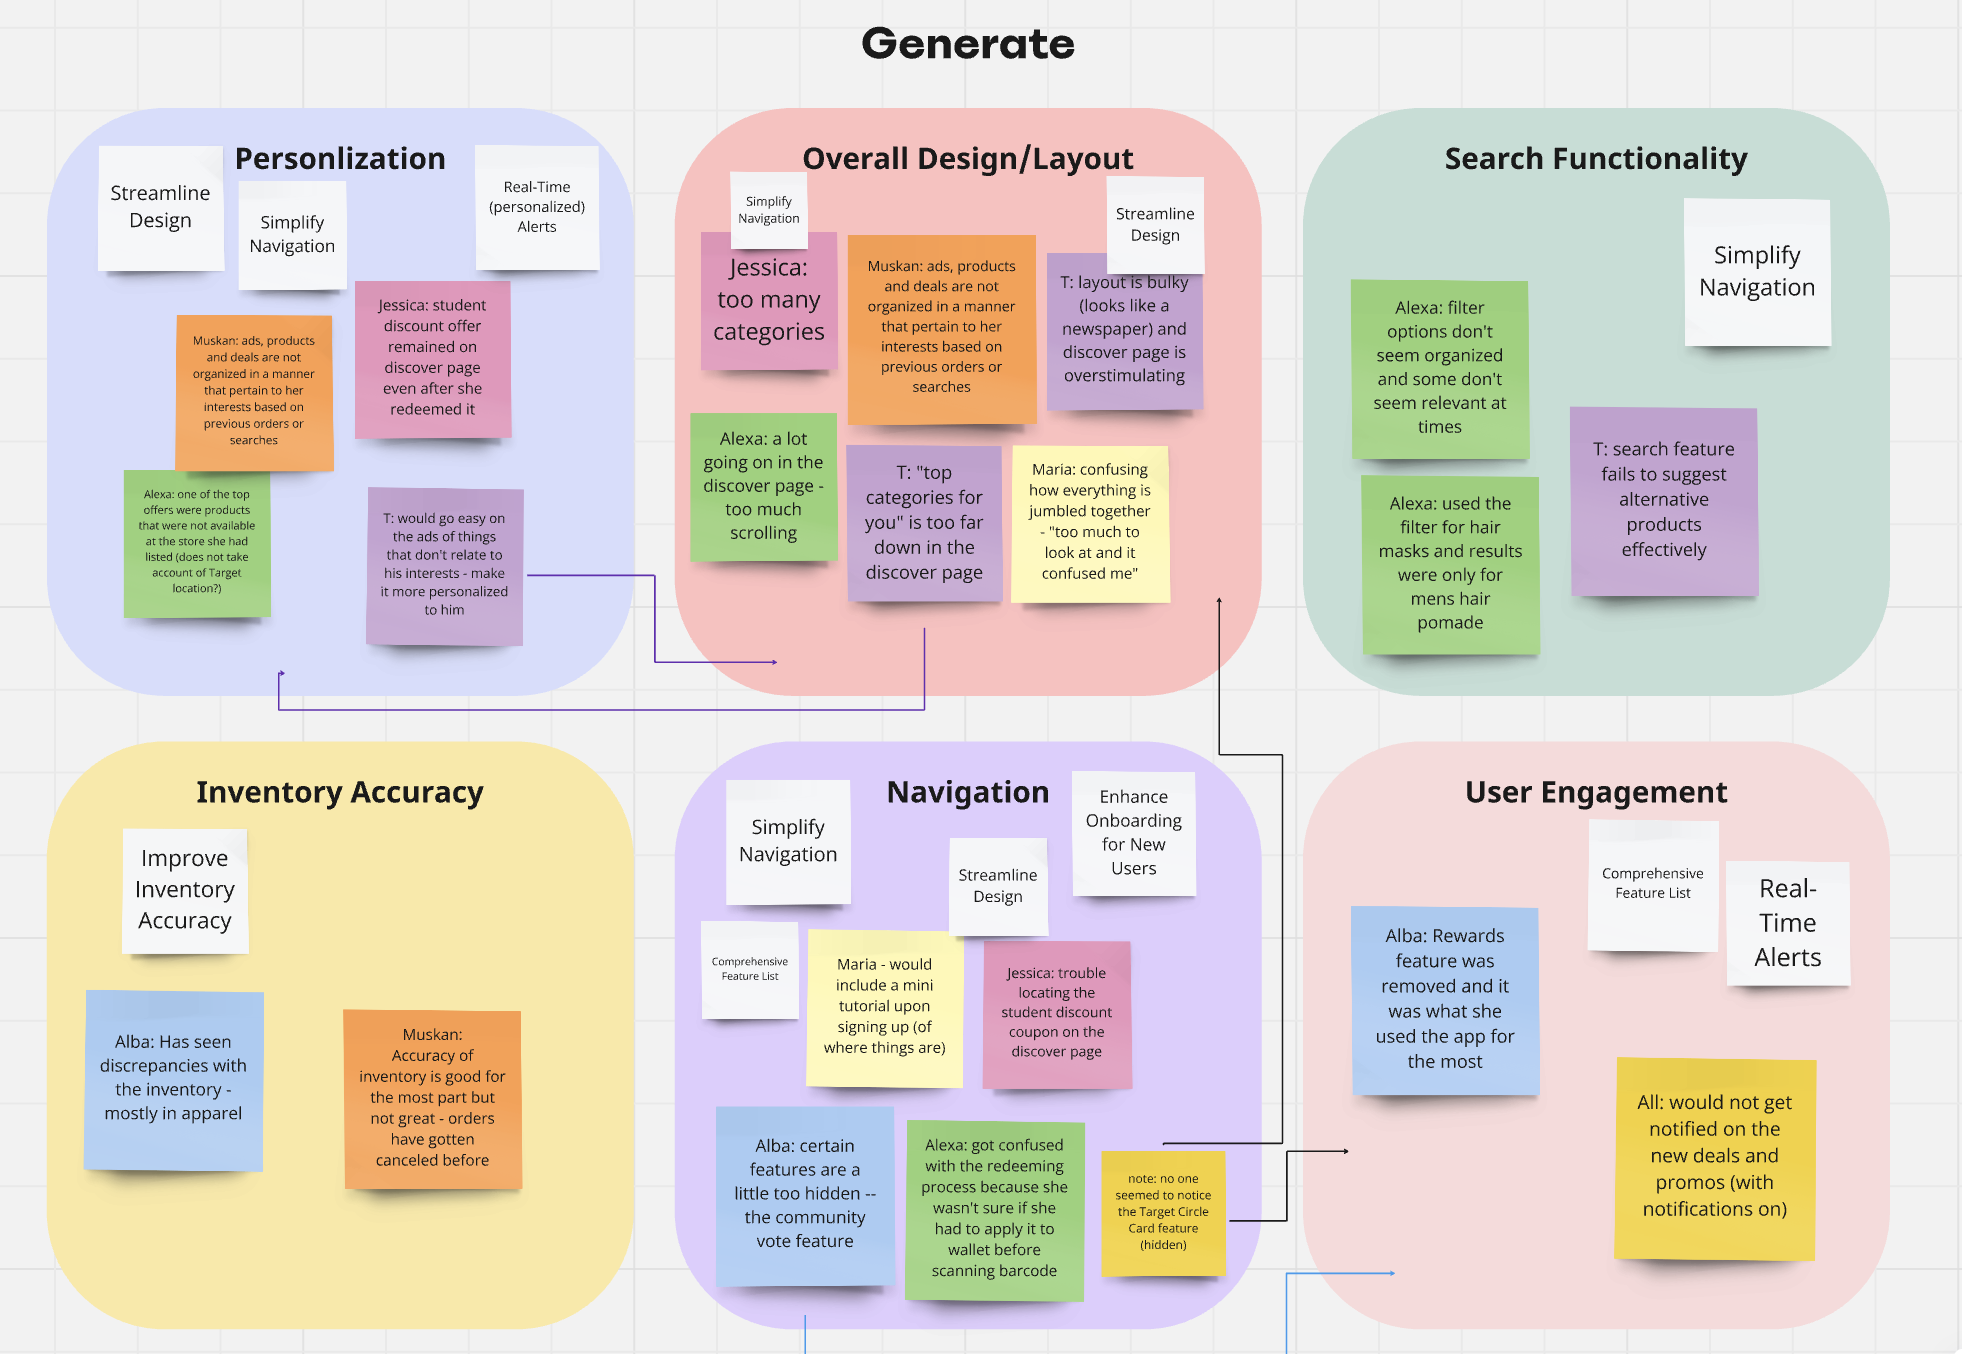 Generate
Personlization
Streamline
Design
Simplify
Navigation
Real-Time
(personalized)
Alerts
Muskan: ads, products
and deals are not
organized in a manner
that pertain to her
interests based on
previous orders or
searches
Jessica: student
discount offer
remained on
discover page
even after she
redeemed it
Alexa: one of the top
offers were products
that were not available
at the store she had
listed (does not take
account of Target
location?)
T: would go easy on
the ads of things
that don't relate to
his interests - make
it more personalized
to him
Overall Design/Layout
Simplify
Navigation
Streamline
Design
Jessica:
too many
categories
Muskan: ads, products
and deals are not
organized in a manner
that pertain to her
interests based on
previous orders or
searches
T: layout is bulky
(looks like a
newspaper) and
discover page is
overstimulating
Alexa: a lot
going on in the
discover page -
too much
scrolling
T: "top
categories for
you" is too far
down in the
discover page
Maria: confusing
how everything is
jumbled together
- "too much to
look at and it
confused me"
Search Functionality
Simplify
Navigation
Alexa: filter
options don't
seem organized
and some don't
seem relevant at
times
T: search feature
fails to suggest
alternative
products
effectively
Alexa: used the
filter for hair
masks and results
were only for
mens hair
pomade
Inventory Accuracy
Improve
Inventory
Accuracy
Alba: Has seen
discrepancies with
the inventory -
mostly in apparel
Muskan:
Accuracy of
inventory is good for
the most part but
not great - orders
have gotten
canceled before
Navigation
Simplify
Navigation
Streamline
Design
Enhance
Onboarding
for New
Users
Comprehensive
Feature List
Maria - would
include a mini
tutorial upon
signing up (of
where things are)
Jessica: trouble
locating the
student discount
coupon on the
discover page
Alba: certain
features are a
little too hidden --
the community
vote feature
Alexa: got confused
with the redeeming
process because she
wasn't sure if she
had to apply it to
wallet before
scanning barcode
note: no one
seemed to notice
the Target Circle
Card feature
(hidden)
User Engagement
Comprehensive
Feature List
Real-
Time
Alerts
Alba: Rewards
feature was
removed and it
was what she
used the app for
the most
All: would not get
notified on the
new deals and
promos (with
notifications on)